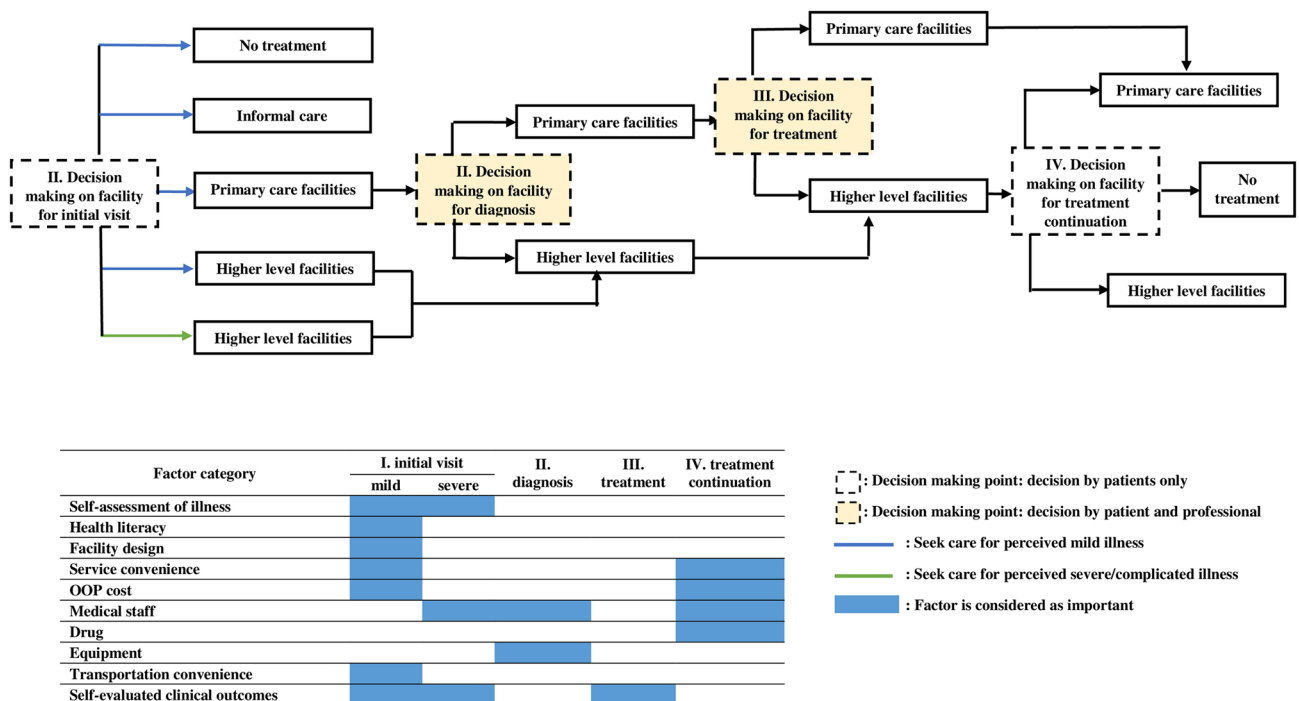 No treatment
Informal care
II. Decision
making on facility
for initial visit
Primary care facilities
Higher level facilities
Higher level facilities
II. Decision
making on facility
for diagnosis
Primary care facilities
Higher level facilities
III. Decision
making on facility
for treatment
Primary care facilities
Higher level facilities
IV. Decision
making on facility
for treatment
continuation
Primary care facilities
No
treatment
Higher level facilities
Factor category
I. initial visit
mild severe
II.
diagnosis
III.
treatment
IV. treatment
continuation
Self-assessment of illness
Health literacy
Facility design
Service convenience
OOP cost
Medical staff
Drug
Equipment
Transportation convenience
Self-evaluated clinical outcomes
: Decision making point: decision by patients only
: Decision making point: decision by patient and professional
: Seek care for perceived mild illness
: Seek care for perceived severe/complicated illness
: Factor is considered as important